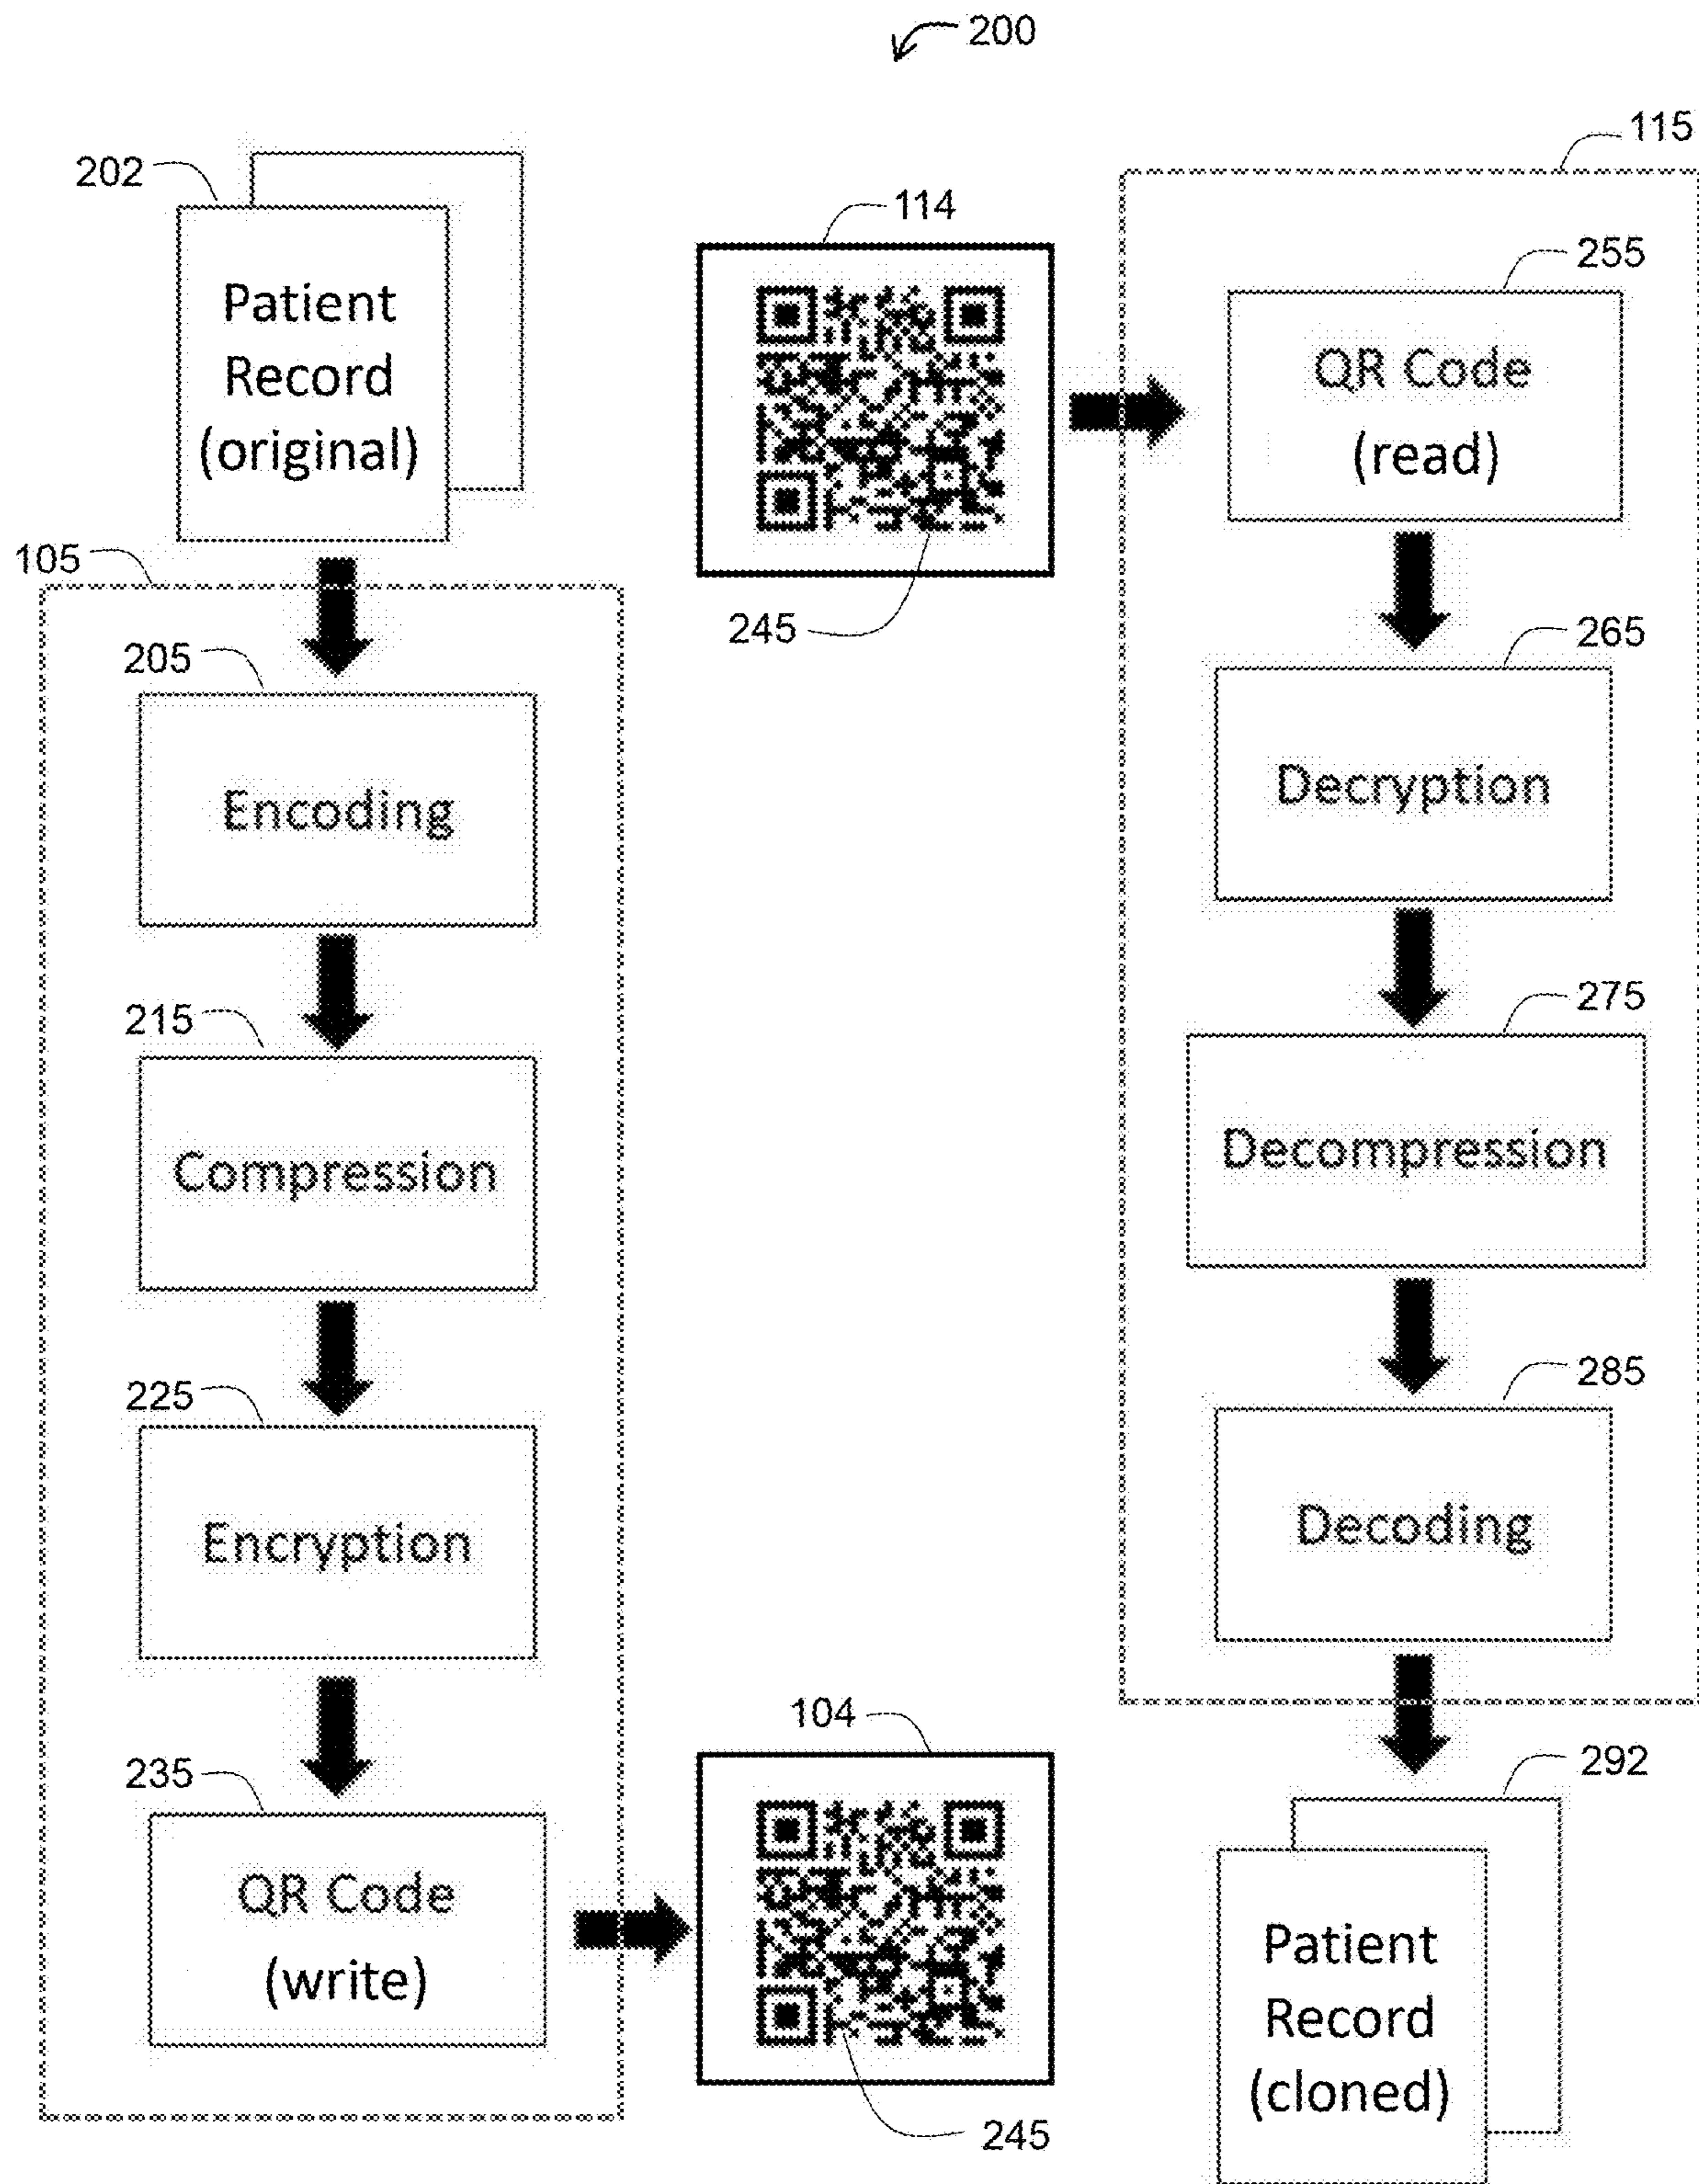 200
202
Patient
Record
(original)
105
205
Encoding
215
Compression
225
Encryption
235
QR Code
(write)
114
245
104
245
115
255
QR Code
(read)
265
Decryption
275
Decompression
285
Decoding
292
Patient
Record
(cloned)